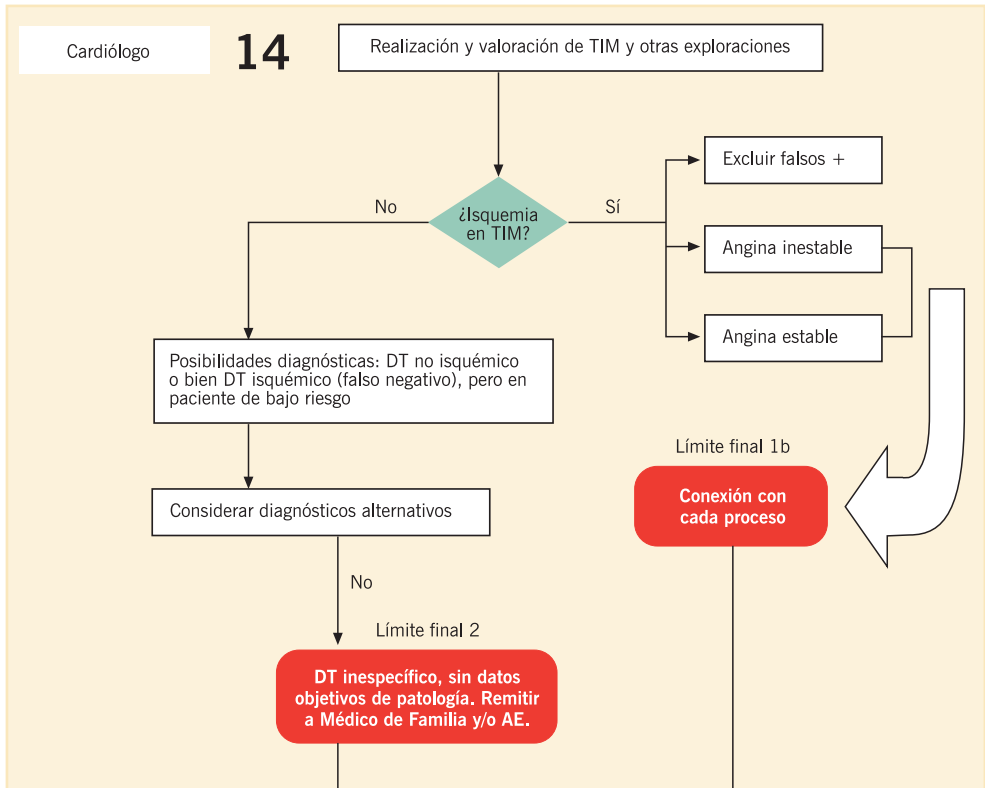 Cardiólogo
14
Realización y valoración de TIM y otras exploraciones
Excluir falsos +
No
¿Isquemia
en TIM?
Sí
Angina inestable
Angina estable
Posibilidades diagnósticas: DT no isquémico
o bien DT isquémico (falso negativo), pero en
paciente de bajo riesgo
Límite final 1b
Conexión con
cada proceso
Considerar diagnósticos alternativos
No
Límite final 2
DT inespecífico, sin datos
objetivos de patología. Remitir
a Médico de Familia y/o AE.